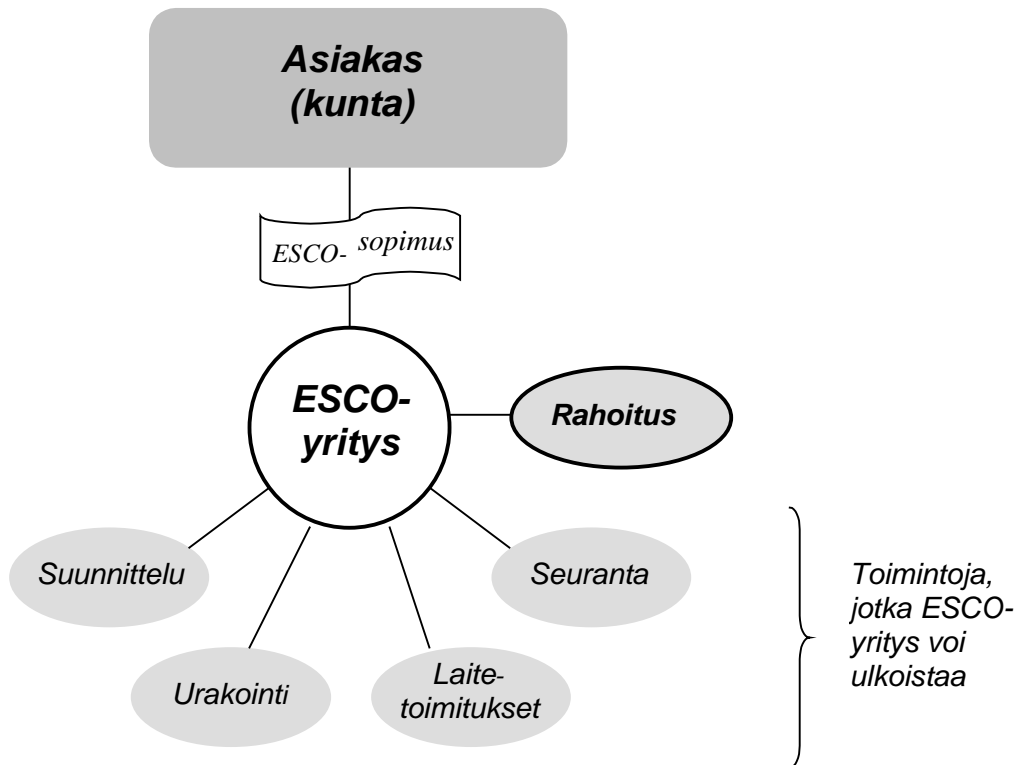 Asiakas
(kunta)
ESCO- sopimus
ESCO-
yritys
Rahoitus
Suunnittelu
Seuranta
Urakointi
Laite-
toimitukset
Toimintoja,
jotka ESCO-
yritys voi
ulkoistaa